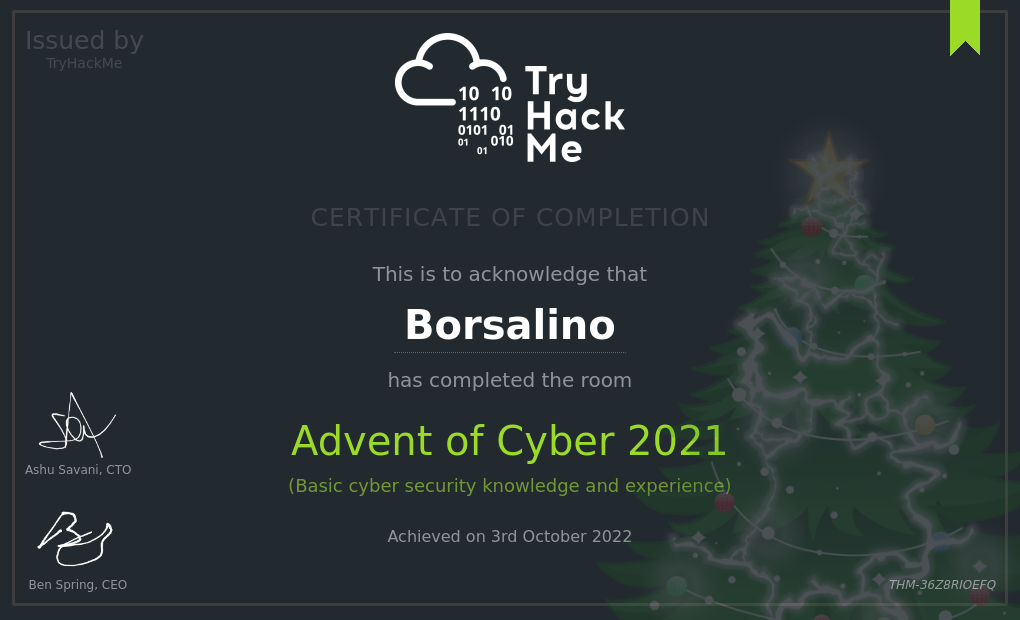 Issued by
TryHackMe
10 10
1110
0101 01
01 010
01
Try
Hack
Me
CERTIFICATE OF COMPLETION
This is to acknowledge that
Borsalino
has completed the room
Advent of Cyber 2021
(Basic cyber security knowledge and experience)
Achieved on 3rd October 2022
Ashu Savani, CTO
Ben Spring, CEO
THM-36Z8RIOEFQ